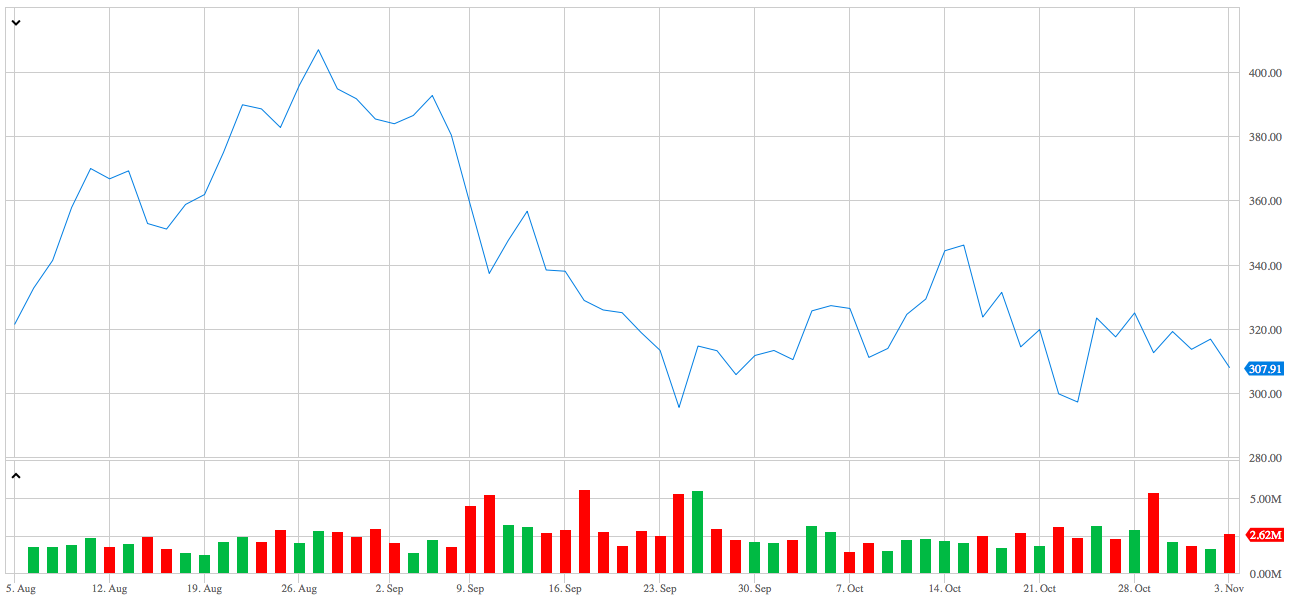 400.00
380.00
360.00
340.00
320.00
307.91
300.00
280.00
5.00M
2.62M
0.00M
5. Aug 12. Aug 19. Aug 26. Aug 2. Sep 9. Sep 16. Sep 23. Sep 30. Sep 7. Oct 14. Oct 21. Oct 28. Oct 3. Nov